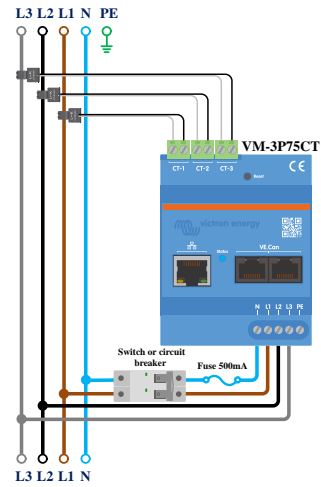 L3 L2 L1 N PE
VM-3P75CT
CT-1 CT-2 CT-3
Reset
CE
victron energy
Status
VE.Can
N L1 L2 L3 PE
Switch or circuit
breaker
Fuse 500mA
L3 L2 L1 N